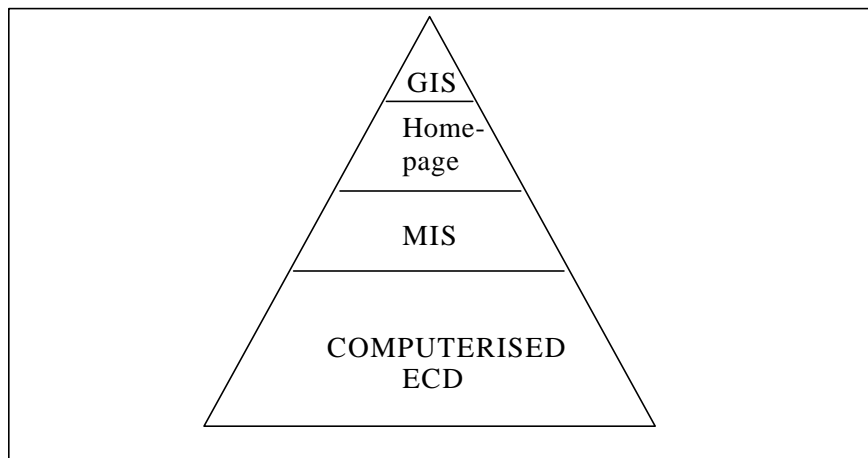 GIS
Home-
page
MIS
COMPUTERISED
ECD